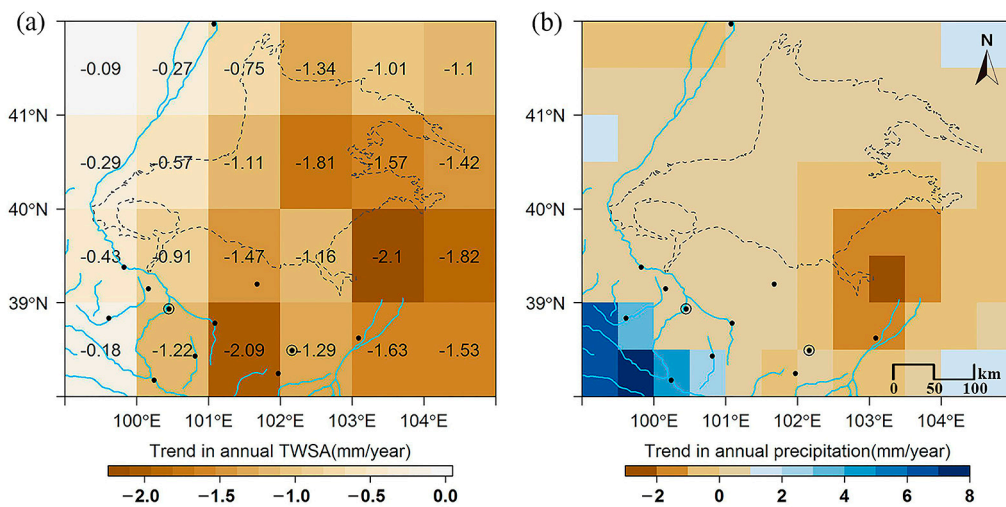 (a)
(b)
N
-0.09 -0.27 -0.75 -1.34 -1.01 -1.1
41°N
41°N
-0.29 -0.57 -1.11 -1.81 -1.57 -1.42
40°N
40°N
-0.43 -0.91 -1.47 -1.16 -2.1 -1.82
39°N
39°N
-0.18 -1.22 -2.09 -1.29 -1.63 -1.53
km
0 50 100
100°E 101°E 102°E 103°E 104°E
100°E 101°E 102°E 103°E 104°E
Trend in annual TWSA(mm/year)
Trend in annual precipitation(mm/year)
−2.0 −1.5 −1.0 −0.5 0.0
−2 0 2 4 6 8